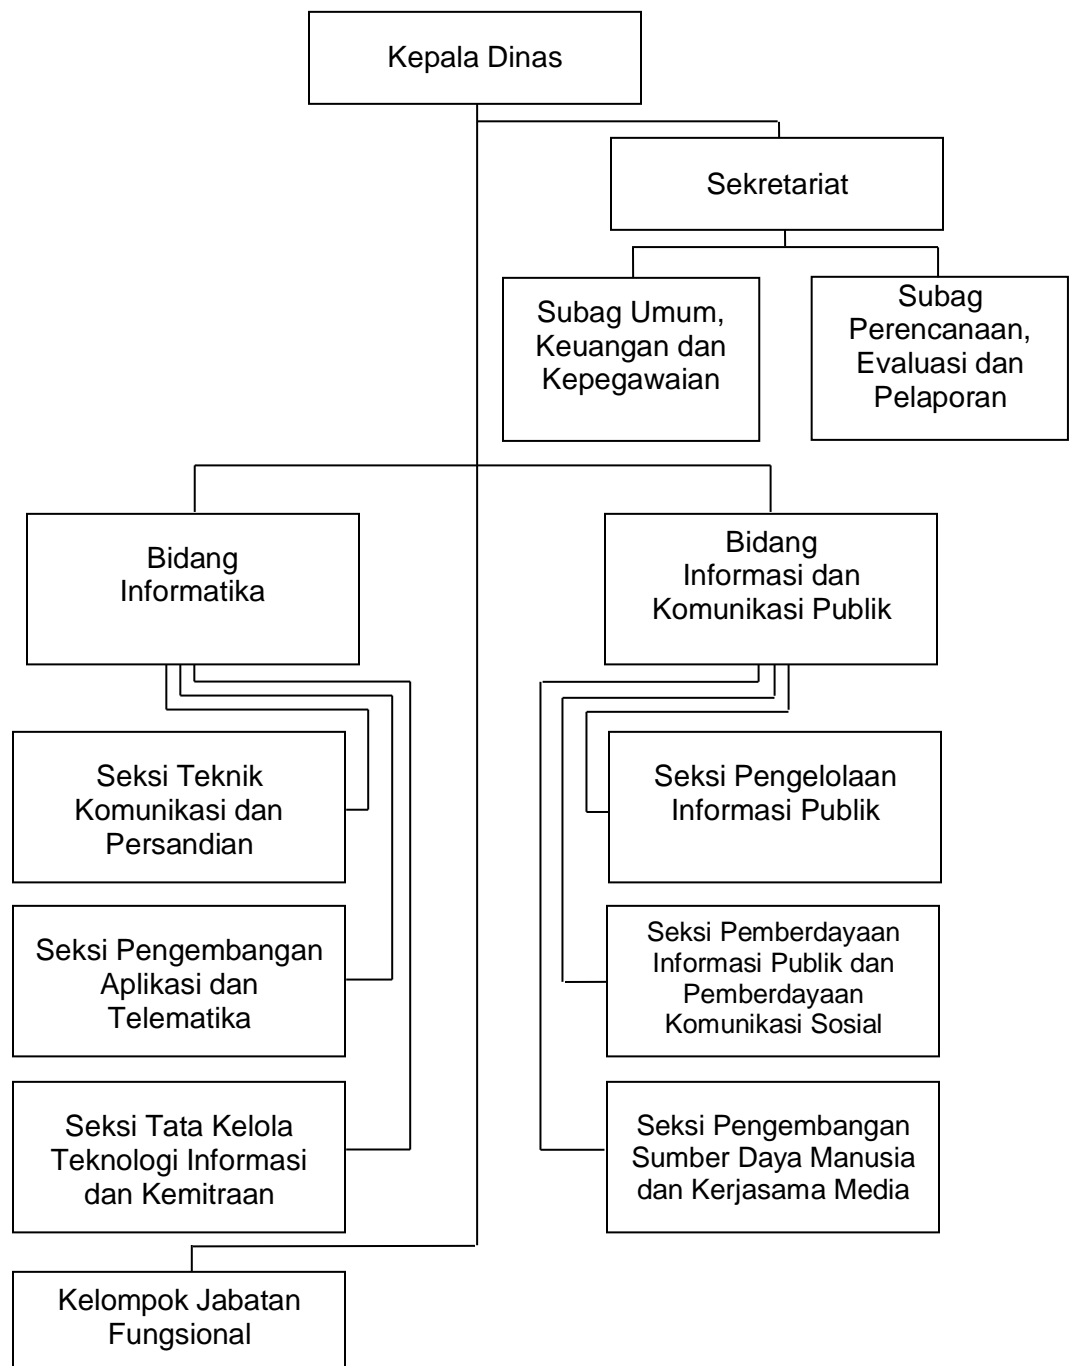 Kepala Dinas
Sekretariat
Subag Umum,
Keuangan dan
Kepegawaian
Subag
Perencanaan,
Evaluasi dan
Pelaporan
Bidang
Informatika
Bidang
Informasi dan
Komunikasi Publik
Seksi Teknik
Komunikasi dan
Persandian
Seksi Pengelolaan
Informasi Publik
Seksi Pengembangan
Aplikasi dan
Telematika
Seksi Pemberdayaan
Informasi Publik dan
Pemberdayaan
Komunikasi Sosial
Seksi Tata Kelola
Teknologi Informasi
dan Kemitraan
Seksi Pengembangan
Sumber Daya Manusia
dan Kerjasama Media
Kelompok Jabatan
Fungsional